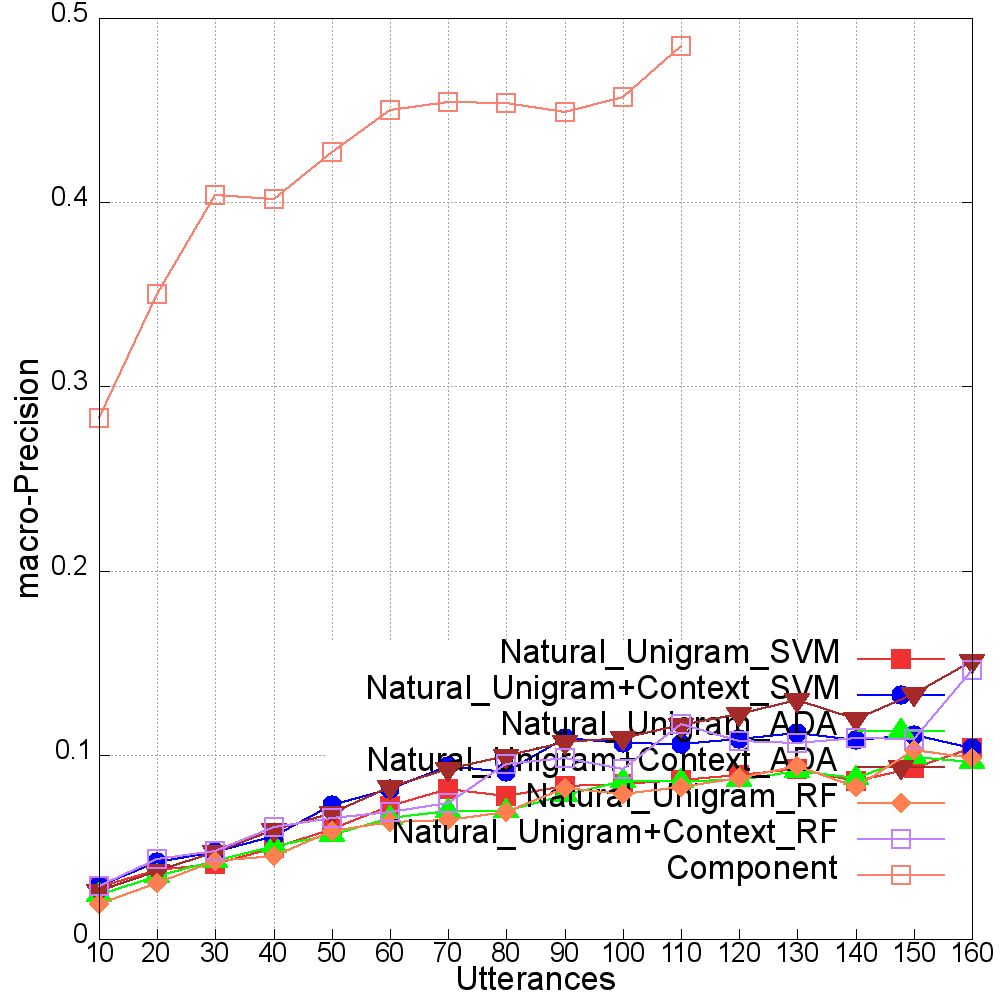 0.5
0.4
0.3
0.2
0.1
0
macro-Precision
Natural_Unigram_SVM
Natural_Unigram+Context_SVM
Natural_Unigram_ADA
Natural_Unigram+Context_ADA
Natural_Unigram_RF
Natural_Unigram+Context_RF
Component
10 20 30 40 50 60 70 80 90 100 110 120 130 140 150 160
Utterances